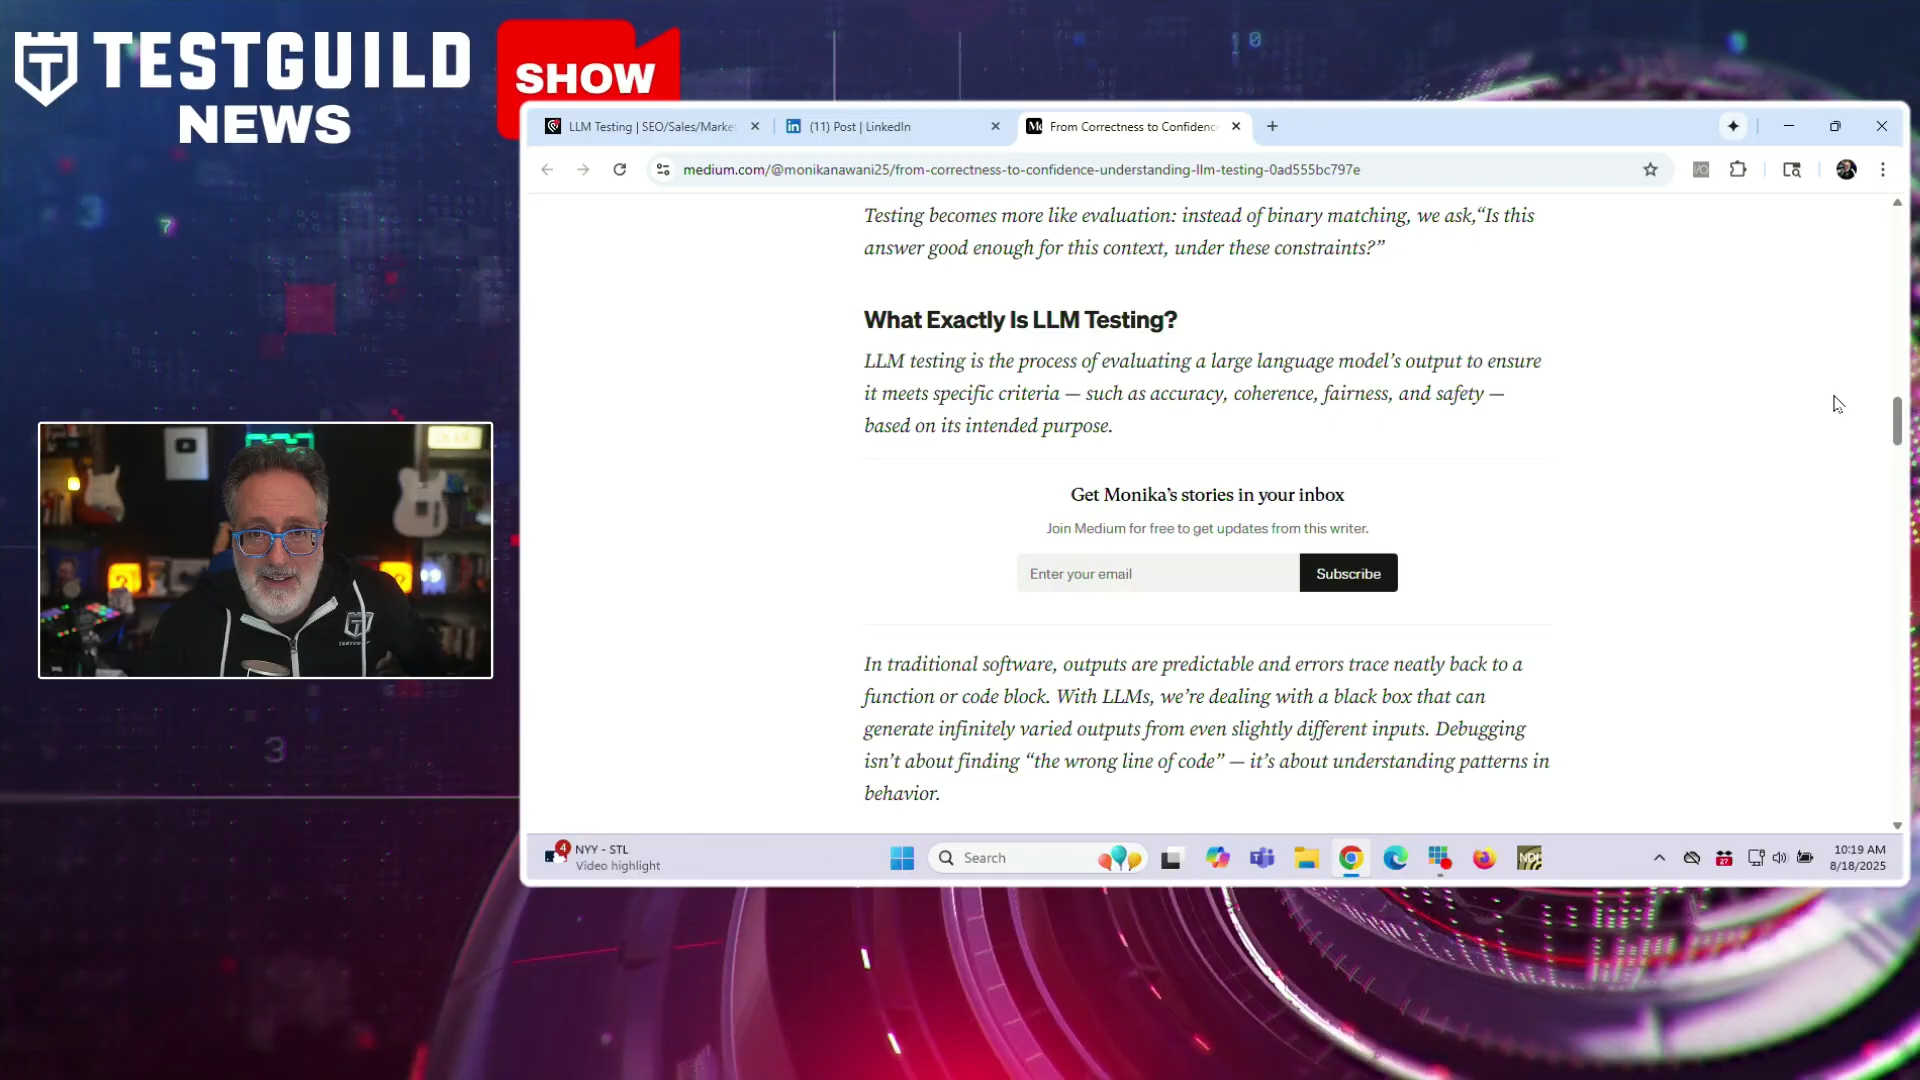 TESTGUILD
NEWS
SHOW
LLM Testing | SEO/Sales/Marke
(11) Post | LinkedIn
From Correctness to Confidenc
medium.com/@monikanawani25/from-correctness-to-confidence-understanding-llm-testing-0ad555bc797e
Testing becomes more like evaluation: instead of binary matching, we ask,“Is this
answer good enough for this context, under these constraints?”
What Exactly Is LLM Testing?
LLM testing is the process of evaluating a large language model’s output to ensure
it meets specific criteria — such as accuracy, coherence, fairness, and safety —
based on its intended purpose.
Get Monika’s stories in your inbox
Join Medium for free to get updates from this writer.
Enter your email
Subscribe
In traditional software, outputs are predictable and errors trace neatly back to a
function or code block. With LLMs, we’re dealing with a black box that can
generate infinitely varied outputs from even slightly different inputs. Debugging
isn’t about finding “the wrong line of code” — it’s about understanding patterns in
behavior.
4
NYY - STL
Video highlight
Search
27
10:19 AM
8/18/2025